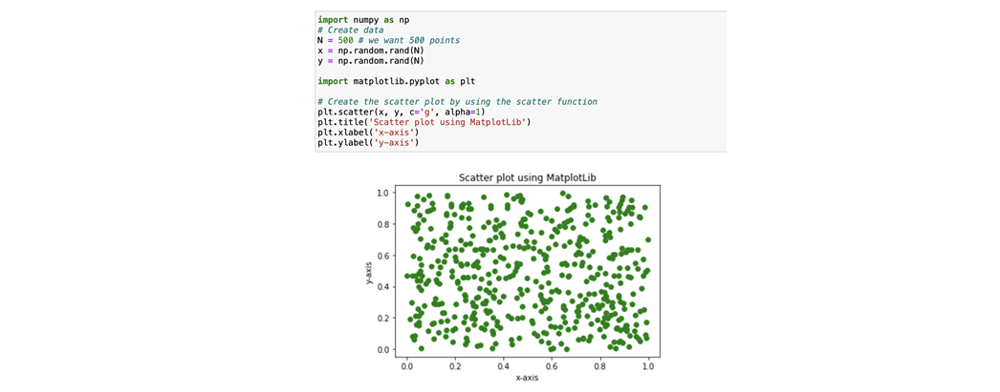 import numpy as np
# Create data
N = 500 # we want 500 points
x = np.random.rand(N)
y = np.random.rand(N)
import matplotlib.pyplot as plt
# Create the scatter plot by using the scatter function
plt.scatter(x, y, c='g', alpha=1)
plt.title('Scatter plot using MatplotLib')
plt.xlabel('x-axis')
plt.ylabel('y-axis')
Scatter plot using MatplotLib
1.0
0.8
0.6
y-axis
0.4
0.2
0.0
0.0 0.2 0.4 0.6 0.8 1.0
x-axis